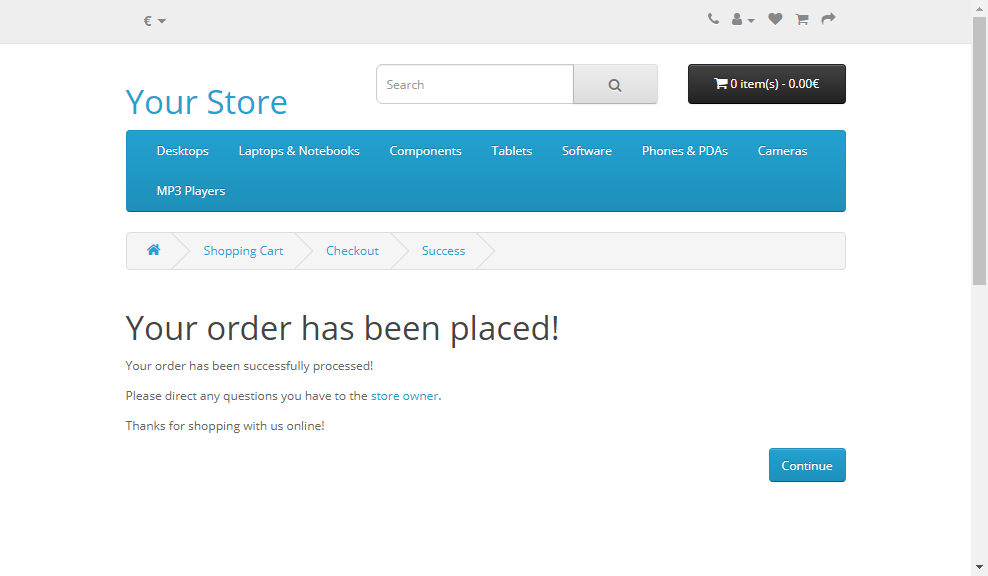 €
Your Store
Search
0 item(s) - 0.00€
Desktops Laptops & Notebooks Components Tablets Software Phones & PDAs Cameras
MP3 Players
Shopping Cart Checkout Success
Your order has been placed!
Your order has been successfully processed!
Please direct any questions you have to the store owner.
Thanks for shopping with us online!
Continue